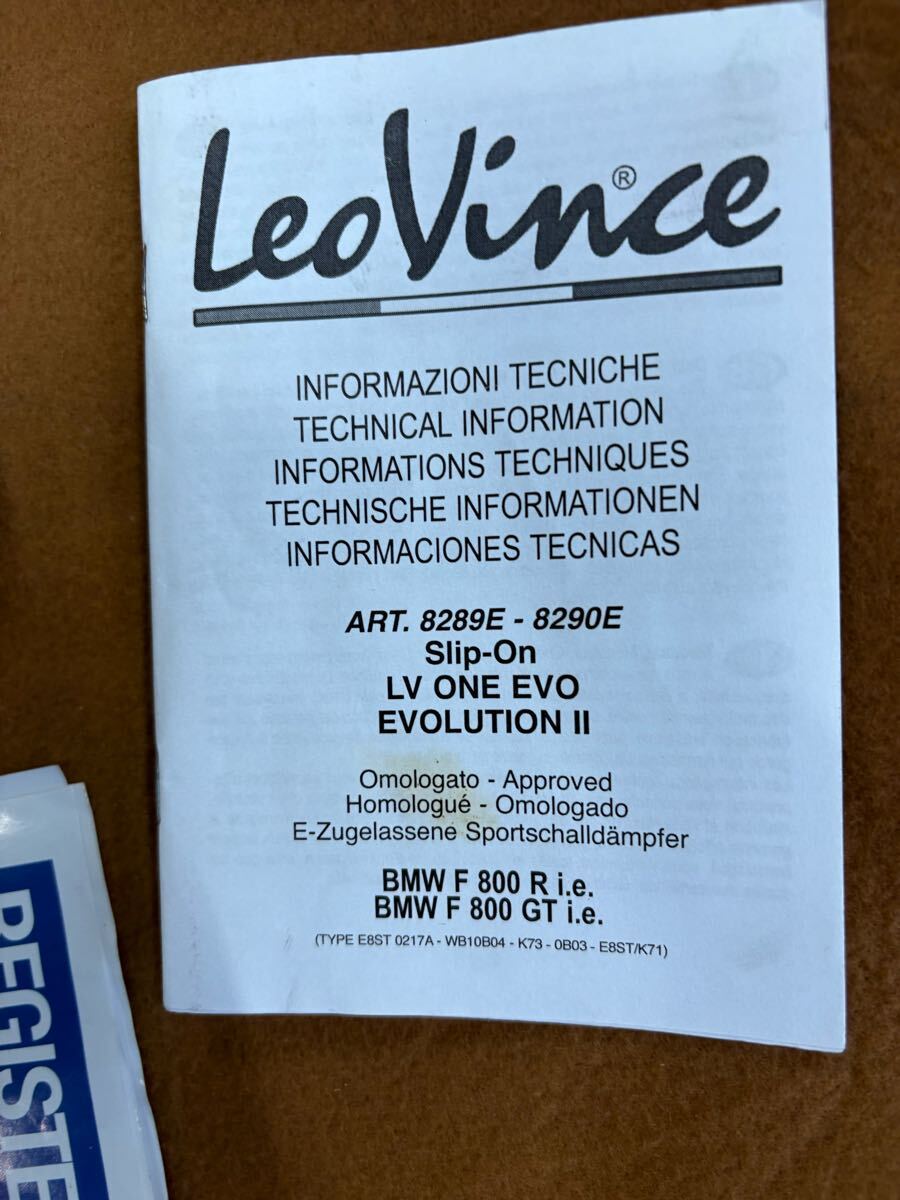 LeoVince®
INFORMAZIONI TECNICHE
TECHNICAL INFORMATION
INFORMATIONS TECHNIQUES
TECHNISCHE INFORMATIONEN
INFORMACIONES TECNICAS
ART. 8289E - 8290E
Slip-On
LV ONE EVO
EVOLUTION II
Omologato - Approved
Homologué - Omologado
E-Zugelassene Sportschalldämpfer
BMW F 800 R i.e.
BMW F 800 GT i.e.
(TYPE E8ST 0217A - WB10B04 - K73 - 0B03 - E8ST/K71)
REGISTE